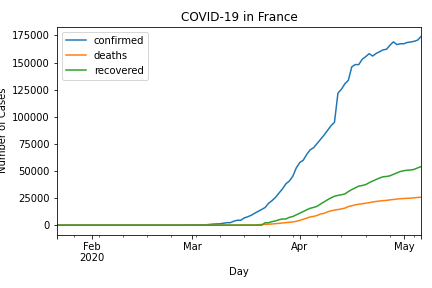 COVID-19 in France
confirmed
deaths
recovered
175000
150000
125000
100000
75000
50000
25000
0
Number of Cases
Feb
2020
Mar
Apr
May
Day